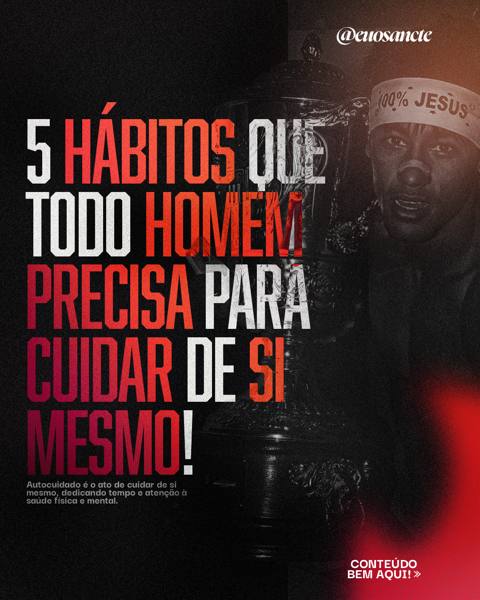 @euosancte
100% JESUS
5 HÁBITOS QUE
TODO HOMEM
PRECISA PARA
CUIDAR DE SI
MESMO!
Autocuidado é o ato de cuidar de si
mesmo, dedicando tempo e atenção à
saúde física e mental.
CONTEÚDO
BEM AQUI! »